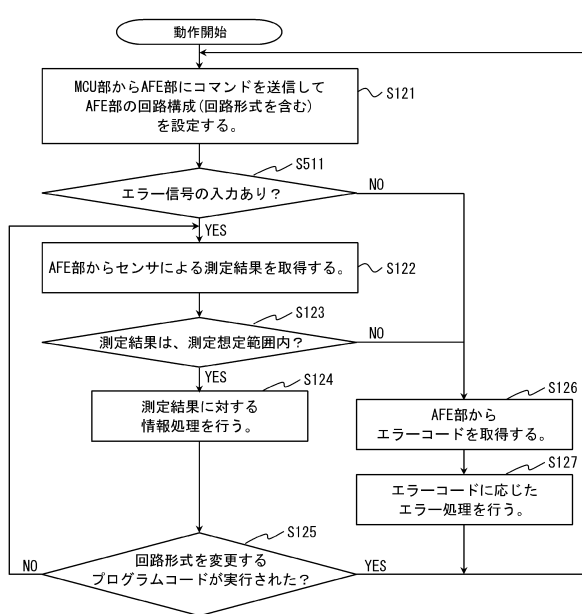 動作開始
MCU部からAFE部にコマンドを送信して
AFE部の回路構成(回路形式を含む)
を設定する。
S121
エラー信号の入力あり？
S511
NO
YES
AFE部からセンサによる測定結果を取得する。
S122
測定結果は、測定想定範囲内？
S123
NO
YES
測定結果に対する
情報処理を行う。
S124
AFE部から
エラーコードを取得する。
S126
エラーコードに応じた
エラー処理を行う。
S127
回路形式を変更する
プログラムコードが実行された？
S125
NO
YES